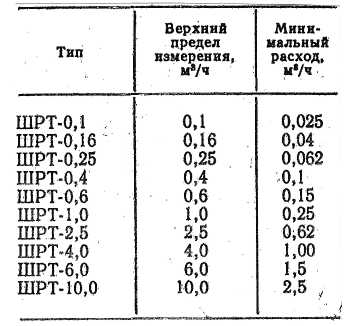 Тип
Верхний
предел
измерения,
м³/ч
Мини-
мальный
расход,
м³/ч
ШРТ-0,1 0,1 0,025
ШРТ-0,16 0,16 0,04
ШРТ-0,25 0,25 0,062
ШРТ-0,4 0,4 0,1
ШРТ-0,6 0,6 0,15
ШРТ-1,0 1,0 0,25
ШРТ-2,5 2,5 0,62
ШРТ-4,0 4,0 1,00
ШРТ-6,0 6,0 1,5
ШРТ-10,0 10,0 2,5